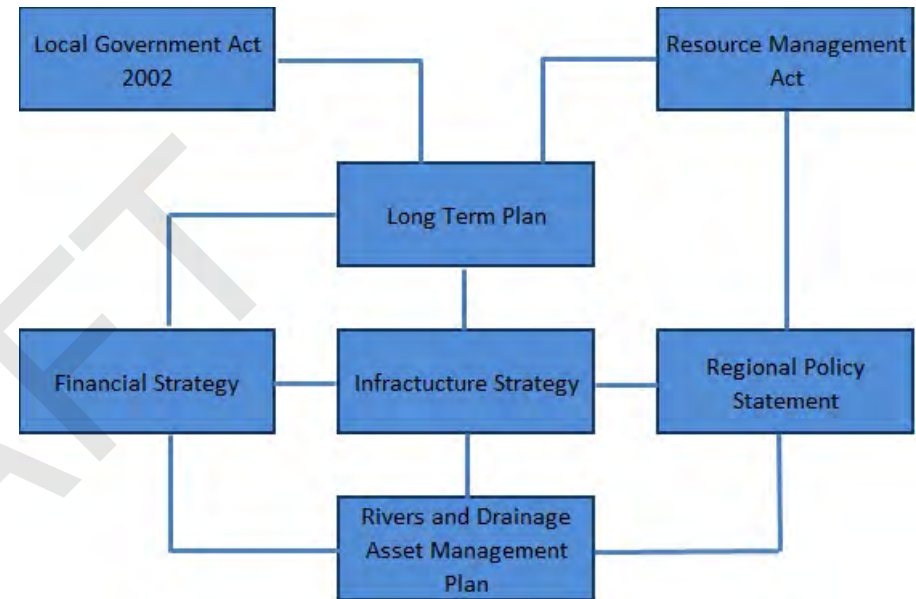 Local Government Act
2002
Resource Management
Act
Long Term Plan
Financial Strategy
Infractucture Strategy
Regional Policy
Statement
Rivers and Drainage
Asset Management
Plan
AFT